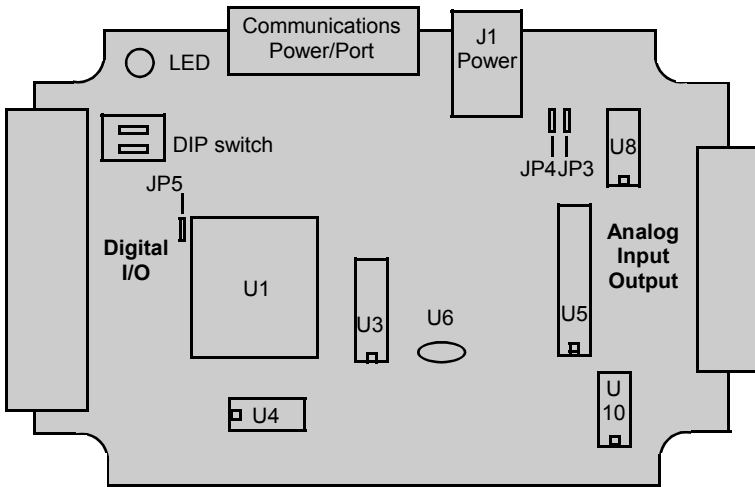 Communications
Power/Port
J1
Power
LED
DIP switch
JP4 JP3
U8
JP5
Digital
I/O
Analog
Input
Output
U1
U3
U6
U5
U4
U
10